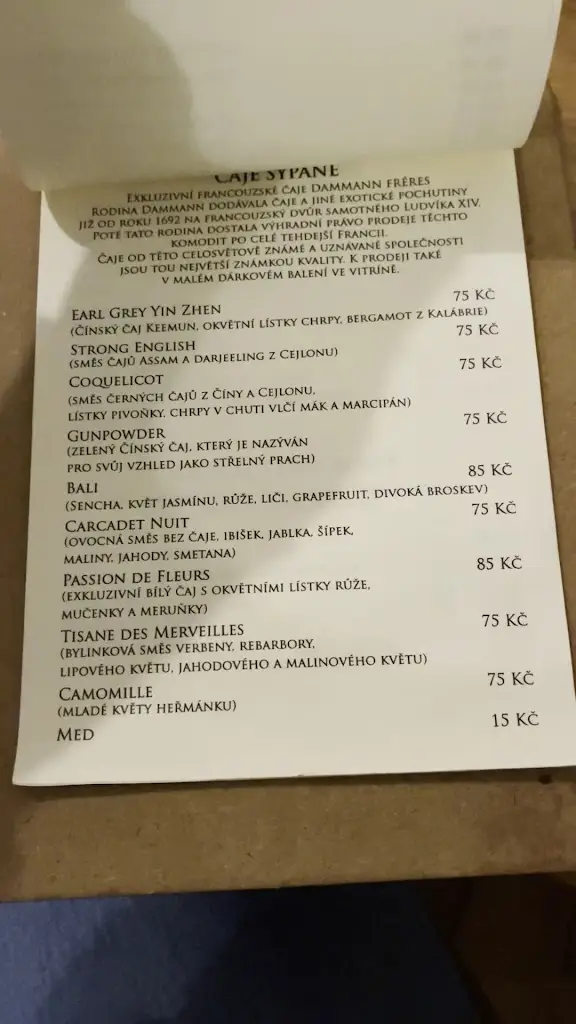 ČAJE SYPANÉ
Exkluzivní francouzské čaje DAMMANN FRÉRES
Rodina Dammann dodávala čaje a jiné exotické pochutiny
již od roku 1692 na francouzský dvůr samotného Ludvíka XIV.
Poté tato rodina dostala výhradní právo prodeje těchto
komodit po celé tehdejší Francii.
Čaje od této celosvětově známé a uznávané společnosti
jsou tou největší známkou kvality. K prodeji také
v malém dárkovém balení ve vitríně.
Earl Grey Yin Zhen 75 Kč
(Čínský čaj Keemun, okvětní lístky chrpy, bergamot z Kalábrie)
Strong English 75 Kč
(směs čajů Assam a Darjeeling z Cejlonu)
Coquelicot 75 Kč
(směs černých čajů z Číny a Cejlonu,
lístky pivoňky, chrpy v chuti vlčí mák a marcipán)
Gunpowder 75 Kč
(zelený čínský čaj, který je nazýván
pro svůj vzhled jako střelný prach)
Bali 85 Kč
(Sencha, květ jasmínu, růže, liči, grapefruit, divoká broskev)
Carcadet Nuit 75 Kč
(ovocná směs bez čaje, ibišek, jablka, šípek,
maliny, jahody, smetana)
Passion de Fleurs 85 Kč
(exkluzivní bílý čaj s okvětními lístky růže,
mučenky a meruňky)
Tisane des Merveilles 75 Kč
(bylinková směs verbeny, rebarbory,
lipového květu, jahodového a malinového květu)
Camomille 75 Kč
(mladé květy heřmánku)
Med 15 Kč